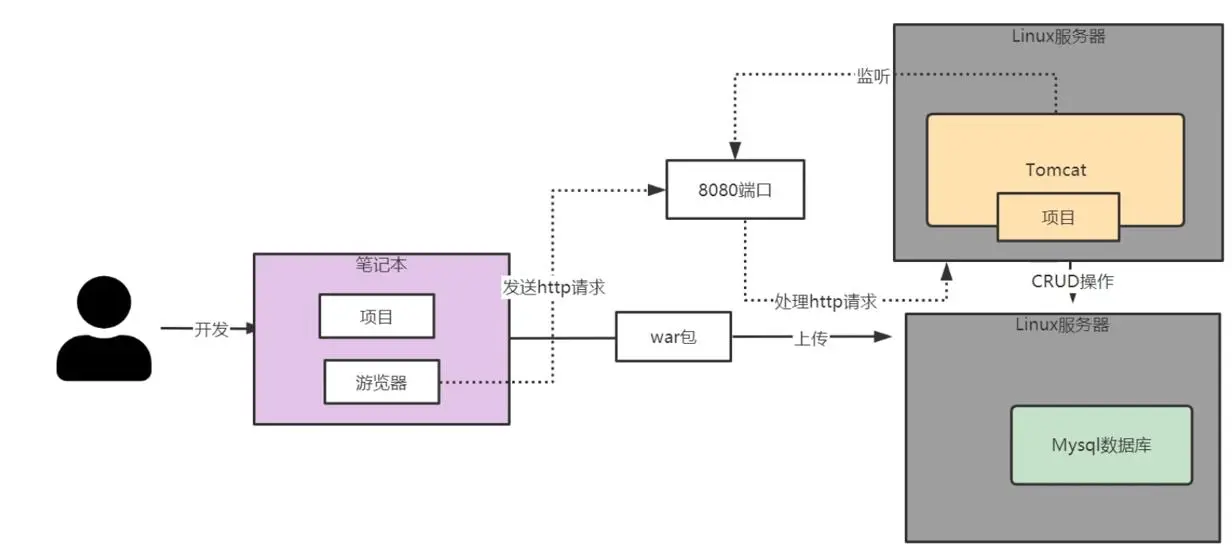 Linux服务器
监听
Tomcat
8080端口
项目
笔记本
发送http请求
处理http请求
CRUD操作
项目
开发
war包
上传
Linux服务器
游览器
Mysql数据库